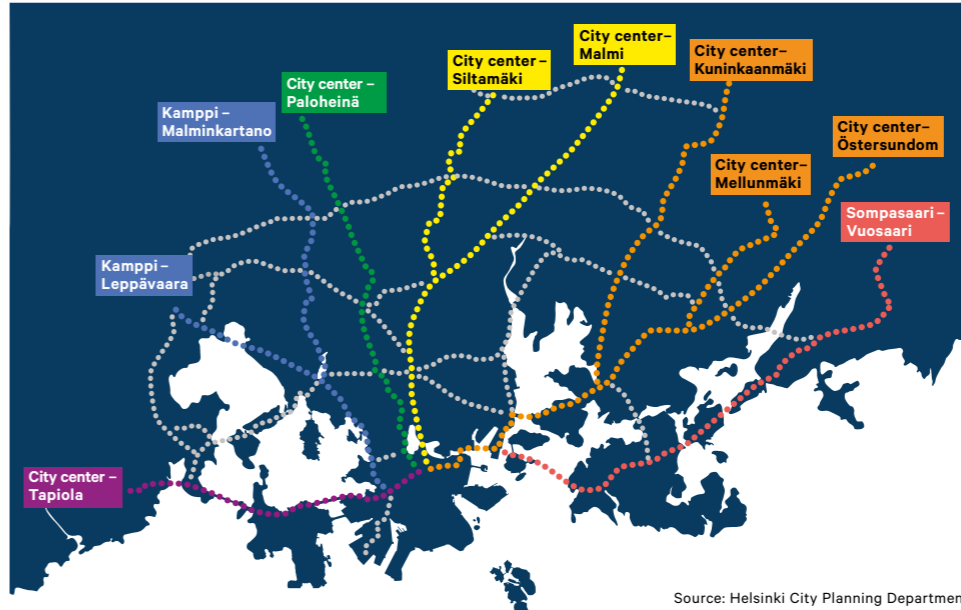 City center–
Malmi
City center–
Kuninkaanmäki
City center –
Siltamäki
City center –
Paloheinä
Kamppi –
Malminkartano
City center–
Östersundom
City center–
Mellunmäki
Sompasaari –
Vuosaari
Kamppi –
Leppävaara
City center –
Tapiola
Source: Helsinki City Planning Departmen